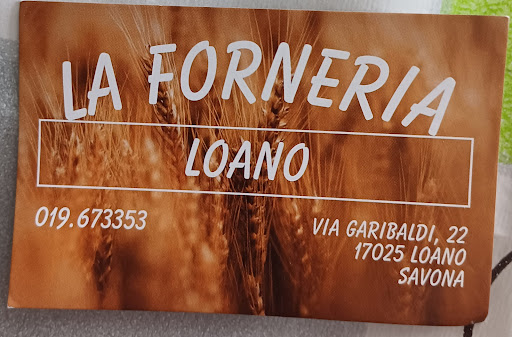 LA FORNERIA
LOANO
019.673353
VIA GARIBALDI, 22
17025 LOANO
SAVONA